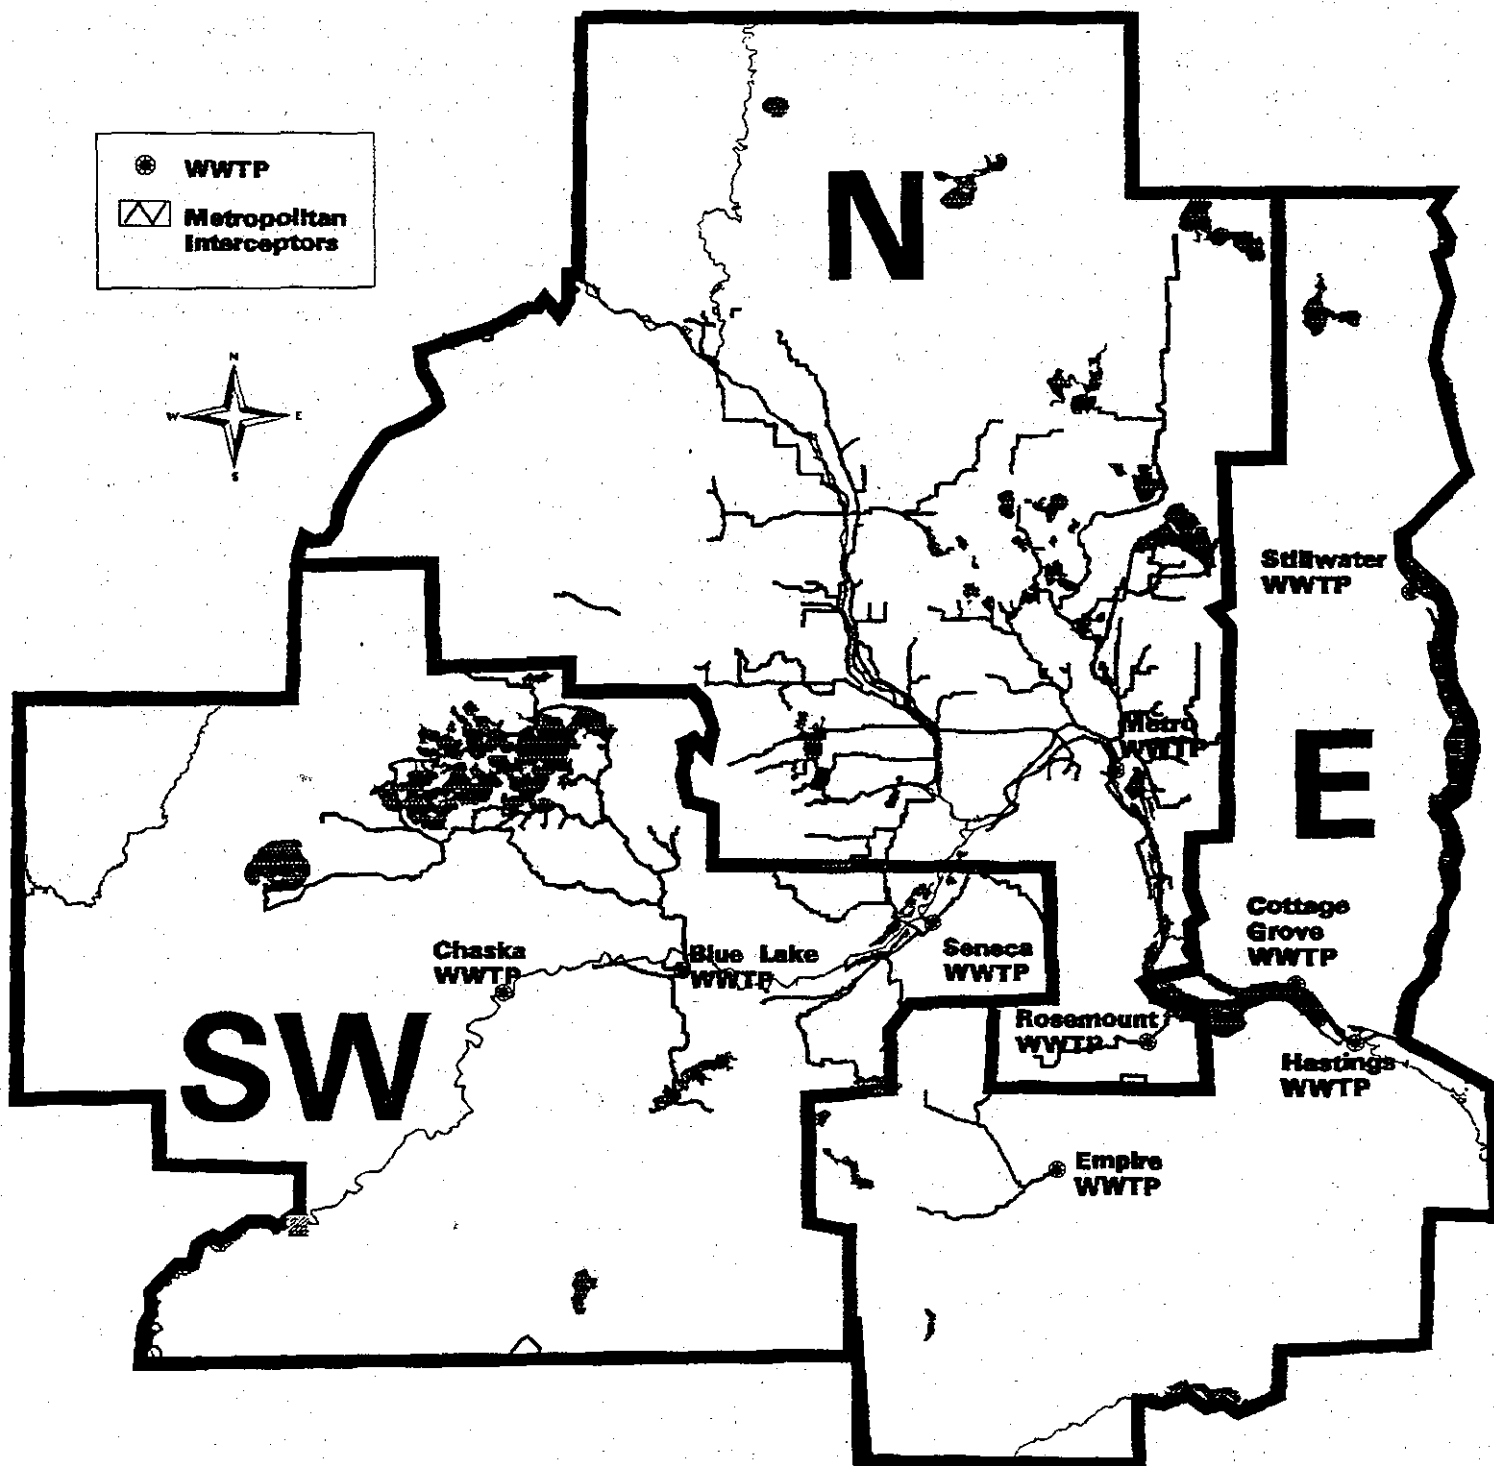 WWTP
Metropolitan
Interceptors
N
W
E
S
N
Stillwater
WWTP
Metro
WWTP
E
Cottage
Grove
WWTP
Chaska
WWTP
Blue Lake
WWTP
Seneca
WWTP
SW
Rosemount
WWTP
Hastings
WWTP
Empire
WWTP